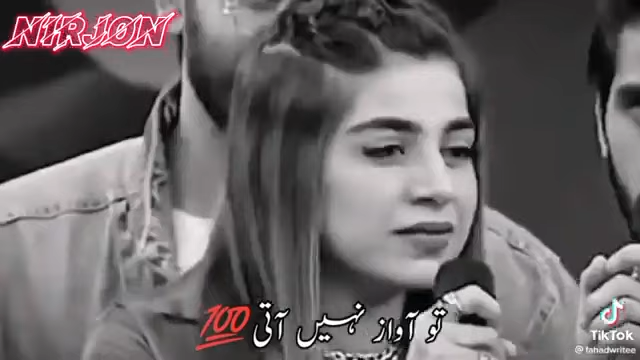 NIRJON
تو آواز نہیں آتی 💯
TikTok
@fahadwritee